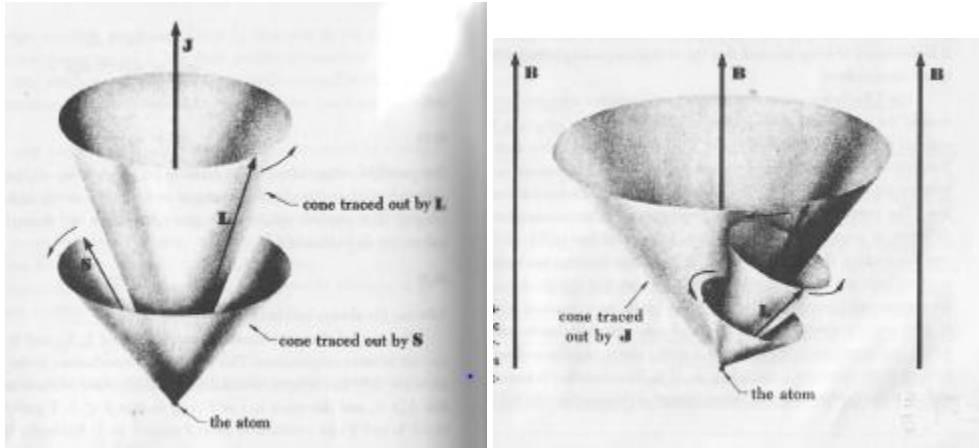 J
L
cone traced out by L
S
cone traced out by S
the atom
B
B
B
cone traced
out by J
L
the atom